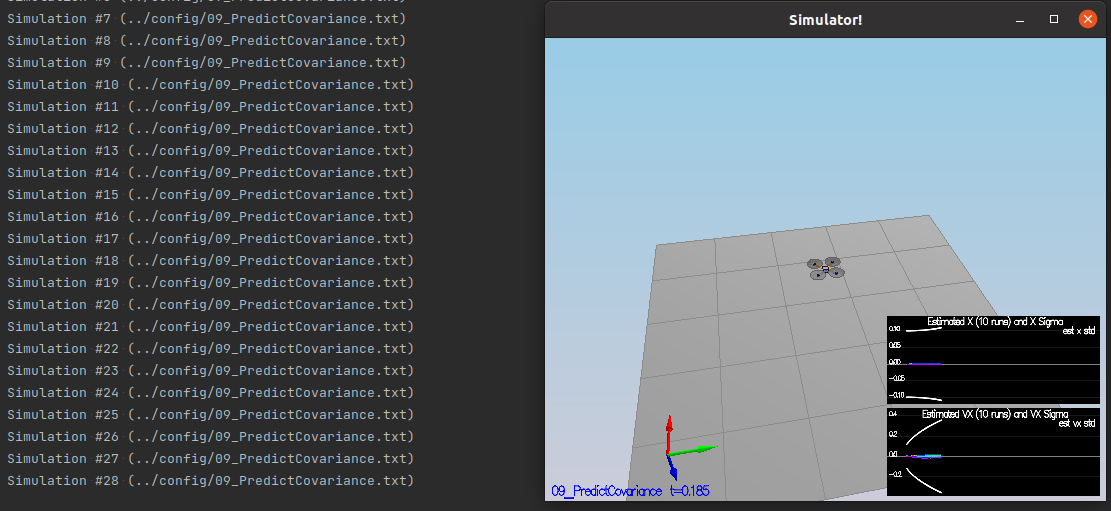 Simulation #7 (../config/09_PredictCovariance.txt)
Simulation #8 (../config/09_PredictCovariance.txt)
Simulation #9 (../config/09_PredictCovariance.txt)
Simulation #10 (../config/09_PredictCovariance.txt)
Simulation #11 (../config/09_PredictCovariance.txt)
Simulation #12 (../config/09_PredictCovariance.txt)
Simulation #13 (../config/09_PredictCovariance.txt)
Simulation #14 (../config/09_PredictCovariance.txt)
Simulation #15 (../config/09_PredictCovariance.txt)
Simulation #16 (../config/09_PredictCovariance.txt)
Simulation #17 (../config/09_PredictCovariance.txt)
Simulation #18 (../config/09_PredictCovariance.txt)
Simulation #19 (../config/09_PredictCovariance.txt)
Simulation #20 (../config/09_PredictCovariance.txt)
Simulation #21 (../config/09_PredictCovariance.txt)
Simulation #22 (../config/09_PredictCovariance.txt)
Simulation #23 (../config/09_PredictCovariance.txt)
Simulation #24 (../config/09_PredictCovariance.txt)
Simulation #25 (../config/09_PredictCovariance.txt)
Simulation #26 (../config/09_PredictCovariance.txt)
Simulation #27 (../config/09_PredictCovariance.txt)
Simulation #28 (../config/09_PredictCovariance.txt)
Simulator!
Estimated X (10 runs) and X Sigma
est x std
0.10
0.05
0.00
-0.05
-0.10
Estimated VX (10 runs) and VX Sigma
est vx std
0.4
0.2
0.0
-0.2
09_PredictCovariance t=0.185